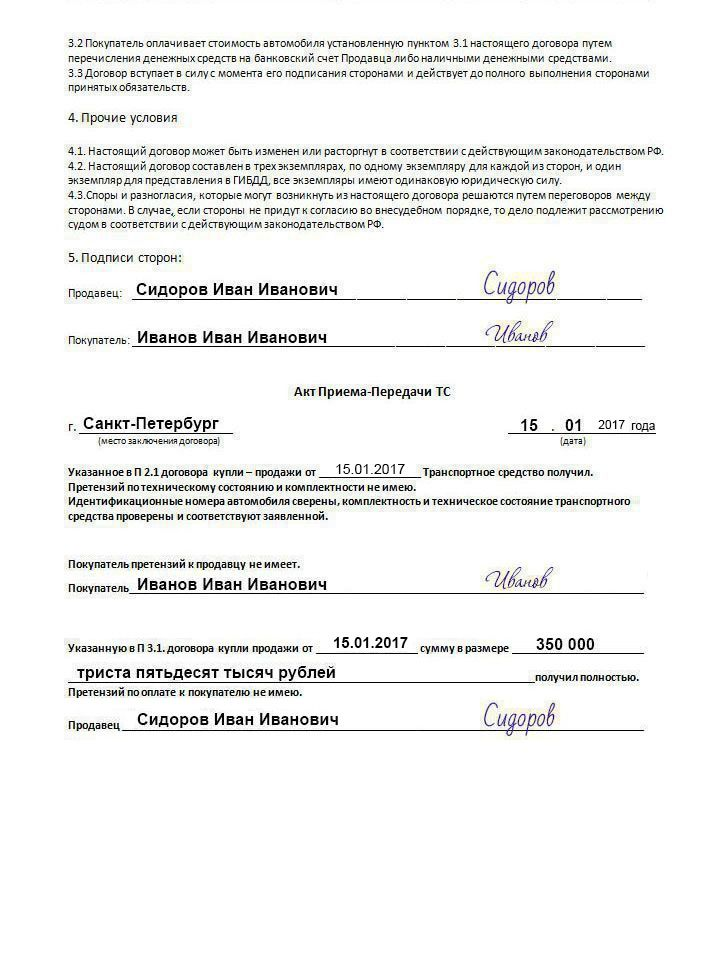 3.2 Покупатель оплачивает стоимость автомобиля установленную пунктом 3.1 настоящего договора путем
перечисления денежных средств на банковский счет Продавца либо наличными денежными средствами.
3.3 Договор вступает в силу с момента его подписания сторонами и действует до полного выполнения сторонами
принятых обязательств.
4. Прочие условия
4.1. Настоящий договор может быть изменен или расторгнут в соответствии с действующим законодательством РФ.
4.2. Настоящий договор составлен в трех экземплярах, по одному экземпляру для каждой из сторон, и один
экземпляр для представления в ГИБДД, все экземпляры имеют одинаковую юридическую силу.
4.3.Споры и разногласия, которые могут возникнуть из настоящего договора решаются путем переговоров между
сторонами. В случае, если стороны не придут к согласию во внесудебном порядке, то дело подлежит рассмотрению
судом в соответствии с действующим законодательством РФ.
5. Подписи сторон:
Продавец: Сидоров Иван Иванович Сидоров
Покупатель: Иванов Иван Иванович Иванов
Акт Приема-Передачи ТС
г. Санкт-Петербург 15 . 01 2017 года
(место заключения договора) (дата)
Указанное в П 2.1 договора купли – продажи от 15.01.2017 Транспортное средство получил.
Претензий по техническому состоянию и комплектности не имею.
Идентификационные номера автомобиля сверены, комплектность и техническое состояние транспортного
средства проверены и соответствуют заявленной.
Покупатель претензий к продавцу не имеет.
Покупатель Иванов Иван Иванович Иванов
Указанную в П 3.1. договора купли продажи от 15.01.2017 сумму в размере 350 000
триста пятьдесят тысяч рублей получил полностью.
Претензий по оплате к покупателю не имею.
Продавец Сидоров Иван Иванович Сидоров